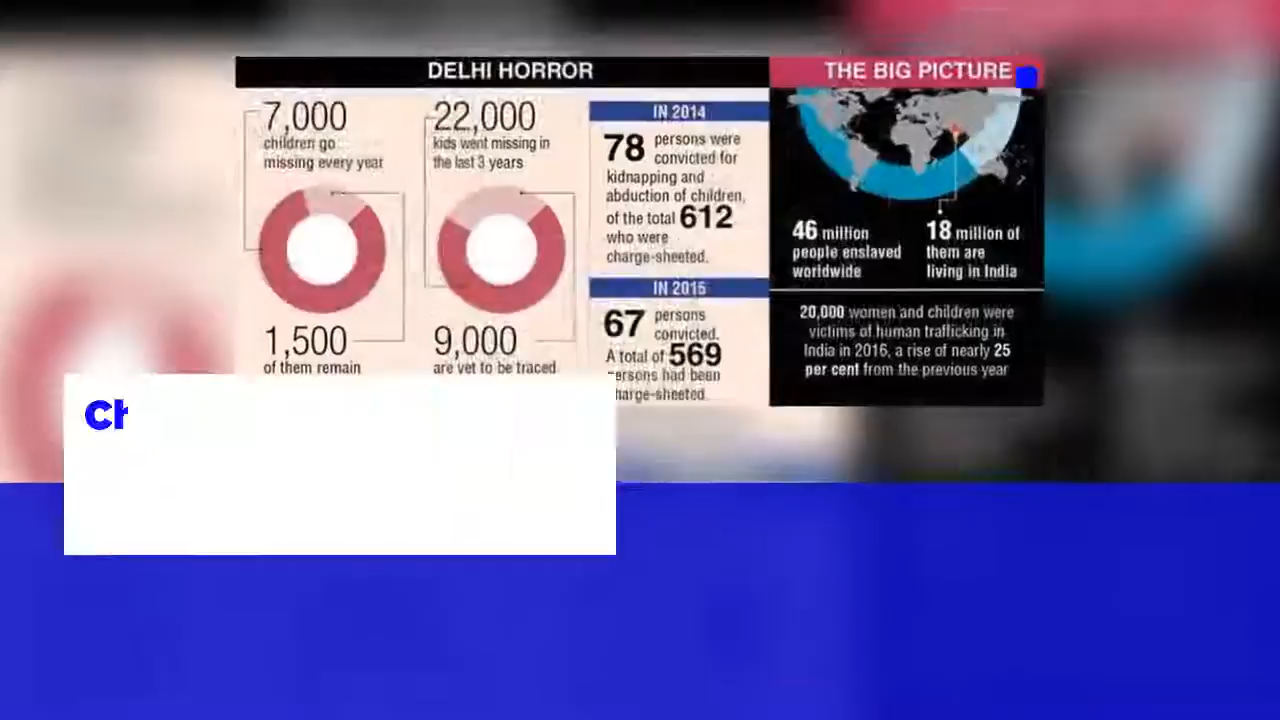 DELHI HORROR
7,000
children go
missing every year
1,500
of them remain
22,000
kids went missing in
the last 3 years
9,000
are yet to be traced
IN 2014
78 persons were
convicted for
kidnapping and
abduction of children,
of the total 612
who were
charge-sheeted.
IN 2015
67 persons
convicted.
A total of 569
persons had been
charge-sheeted
THE BIG PICTURE
46 million
people enslaved
worldwide
18 million of
them are
living in India
20,000 women and children were
victims of human trafficking in
India in 2016, a rise of nearly 25
per cent from the previous year